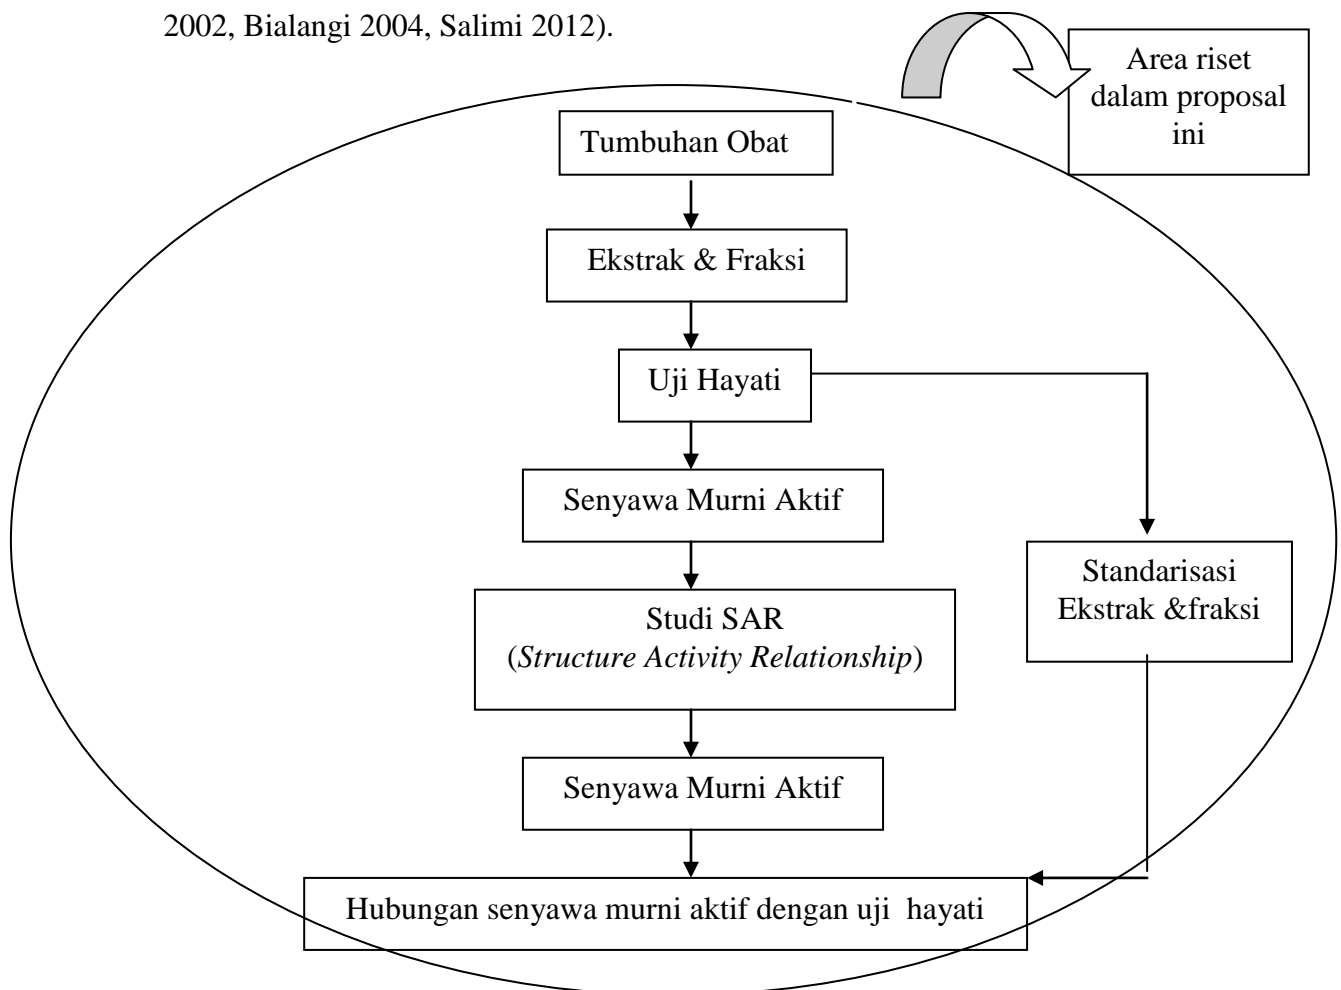 2002, Bialangi 2004, Salimi 2012).
Area riset
dalam proposal
ini
Tumbuhan Obat
Ekstrak & Fraksi
Uji Hayati
Senyawa Murni Aktif
Standarisasi
Ekstrak &fraksi
Studi SAR
(Structure Activity Relationship)
Senyawa Murni Aktif
Hubungan senyawa murni aktif dengan uji hayati